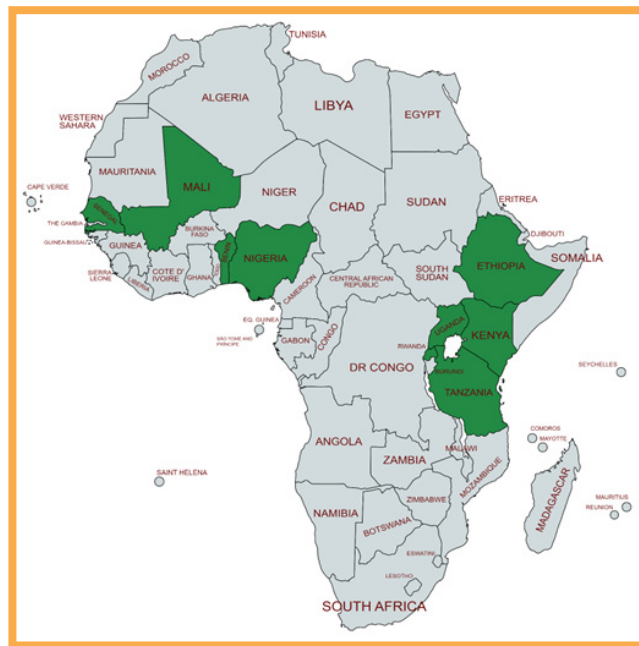 TUNISIA
MOROCCO
ALGERIA
LIBYA
EGYPT
WESTERN
SAHARA
MAURITANIA
MALI
NIGER
CHAD
SUDAN
ERITREA
CAPE VERDE
SENEGAL
THE GAMBIA
GUINEA-BISSAU
GUINEA
BURKINA
FASO
BENIN
TOGO
NIGERIA
DJIBOUTI
SOMALIA
ETHIOPIA
SIERRA
LEONE
LIBERIA
COTE D'
IVOIRE
GHANA
CAMEROON
CENTRAL AFRICAN
REPUBLIC
SOUTH
SUDAN
EQ. GUINEA
SÃO TOMÉ AND
PRÍNCIPE
GABON
CONGO
UGANDA
KENYA
RWANDA
DR CONGO
BURUNDI
TANZANIA
SEYCHELLES
COMOROS
MAYOTTE
ANGOLA
ZAMBIA
MALAWI
MOZAMBIQUE
SAINT HELENA
ZIMBABWE
MADAGASCAR
MAURITIUS
REUNION
NAMIBIA
BOTSWANA
ESWATINI
LESOTHO
SOUTH AFRICA